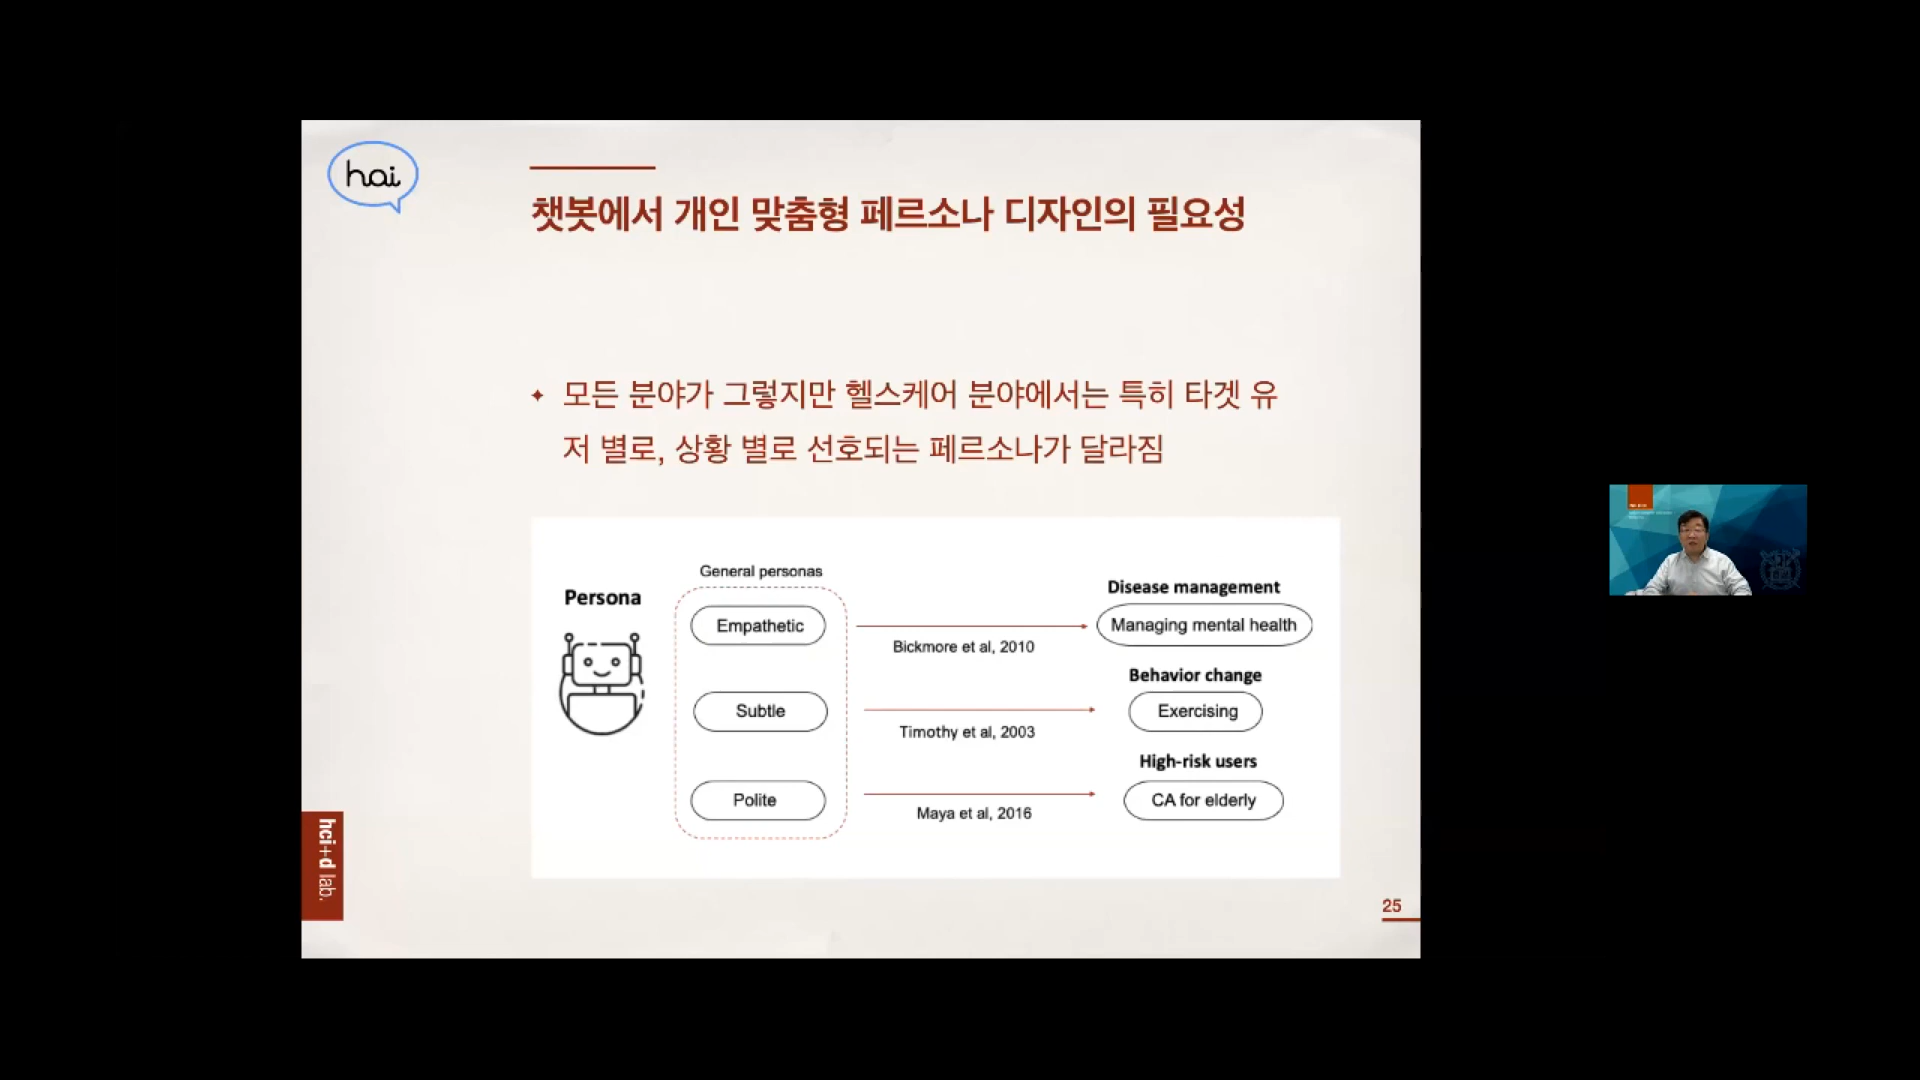 hai
챗봇에서 개인 맞춤형 페르소나 디자인의 필요성
모든 분야가 그렇지만 헬스케어 분야에서는 특히 타겟 유
저 별로, 상황 별로 선호되는 페르소나가 달라짐
Persona
General personas
Empathetic
Bickmore et al, 2010
Disease management
Managing mental health
Subtle
Timothy et al, 2003
Behavior change
Exercising
Polite
Maya et al, 2016
High-risk users
CA for elderly
hci+d lab.
25